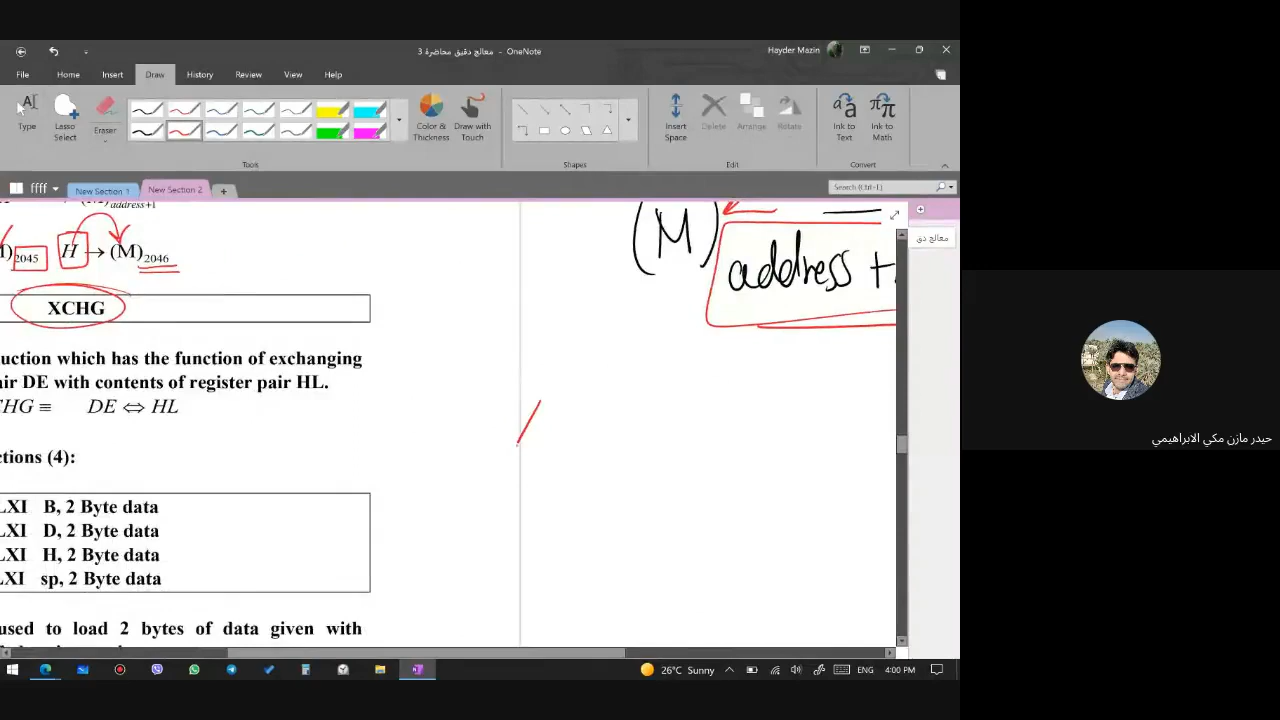 معالج دقيق محاضرة 3 - OneNote
Hayder Mazin
File Home Insert Draw History Review View Help
Type
Lasso Select
Eraser
Color & Thickness
Draw with Touch
Insert Space
Delete
Arrange
Rotate
Ink to Text
Ink to Math
Tools
Shapes
Edit
Convert
ffff
New Section 1
New Section 2
Search (Ctrl+E)
address+1
2045 H → (M) 2046
(M) address +
معالج دق
XCHG
uction which has the function of exchanging
air DE with contents of register pair HL.
CHG ≡ DE ⇔ HL
ctions (4):
LXI B, 2 Byte data
LXI D, 2 Byte data
LXI H, 2 Byte data
LXI sp, 2 Byte data
used to load 2 bytes of data given with
حيدر مازن مكي الابراهيمي
26°C Sunny
ENG
4:00 PM